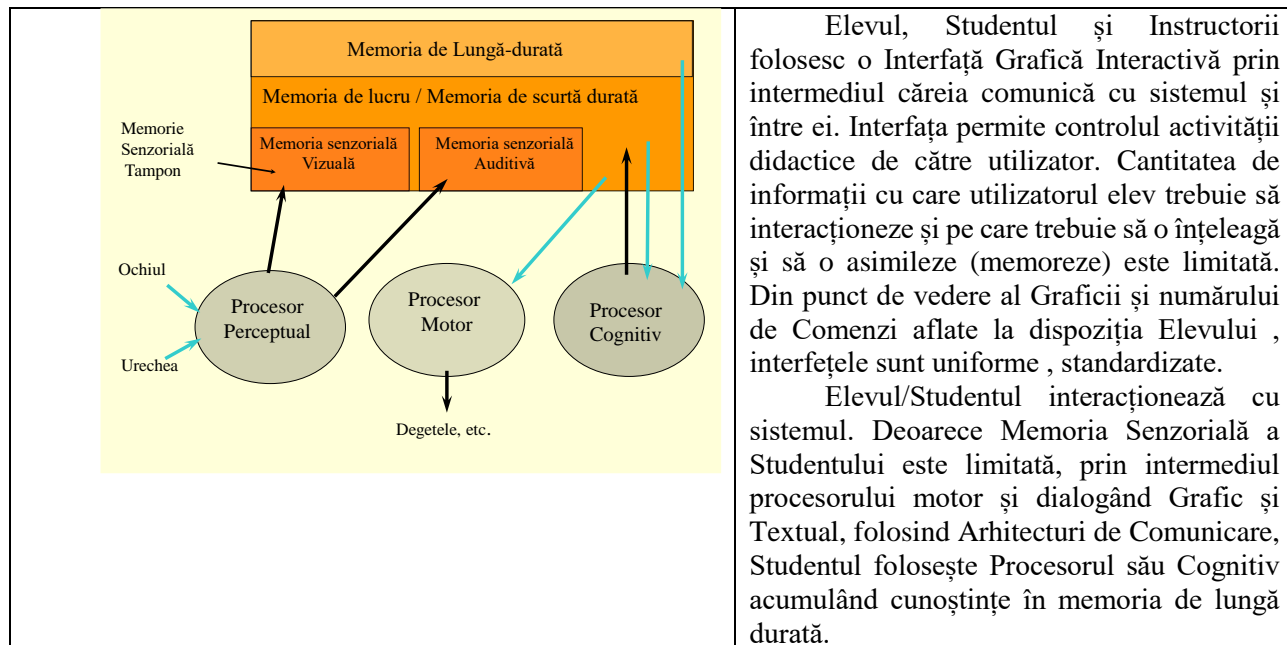 Memoria de Lungă-durată
Memoria de lucru / Memoria de scurtă durată
Memorie
Senzorială
Tampon
Memoria senzorială
Vizuală
Memoria senzorială
Auditivă
Ochiul
Urechea
Procesor
Perceptual
Procesor
Motor
Procesor
Cognitiv
Degetele, etc.
Elevul, Studentul și Instructorii
folosesc o Interfață Grafică Interactivă prin
intermediul căreia comunică cu sistemul și
între ei. Interfața permite controlul activității
didactice de către utilizator. Cantitatea de
informații cu care utilizatorul elev trebuie să
interacționeze și pe care trebuie să o înțeleagă
și să o asimileze (memoreze) este limitată.
Din punct de vedere al Graficii și numărului
de Comenzi aflate la dispoziția Elevului ,
interfețele sunt uniforme , standardizate.
Elevul/Studentul interacționează cu
sistemul. Deoarece Memoria Senzorială a
Studentului este limitată, prin intermediul
procesorului motor și dialogând Grafic și
Textual, folosind Arhitecturi de Comunicare,
Studentul folosește Procesorul său Cognitiv
acumulând cunoștințe în memoria de lungă
durată.